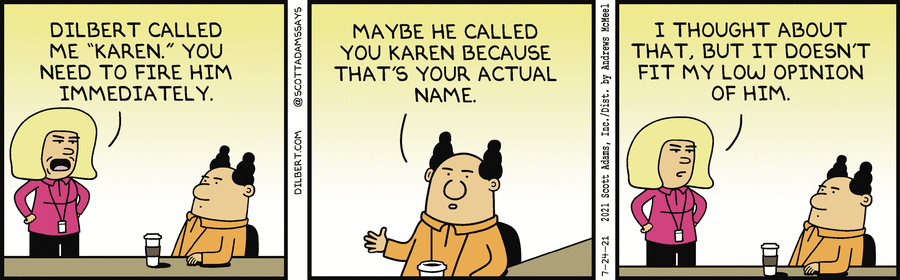 DILBERT CALLED
ME "KAREN." YOU
NEED TO FIRE HIM
IMMEDIATELY.
DILBERT.COM @SCOTTADAMSSAYS
MAYBE HE CALLED
YOU KAREN BECAUSE
THAT'S YOUR ACTUAL
NAME.
7-24-21 2021 Scott Adams, Inc./Dist. by Andrews McMeel
I THOUGHT ABOUT
THAT, BUT IT DOESN'T
FIT MY LOW OPINION
OF HIM.